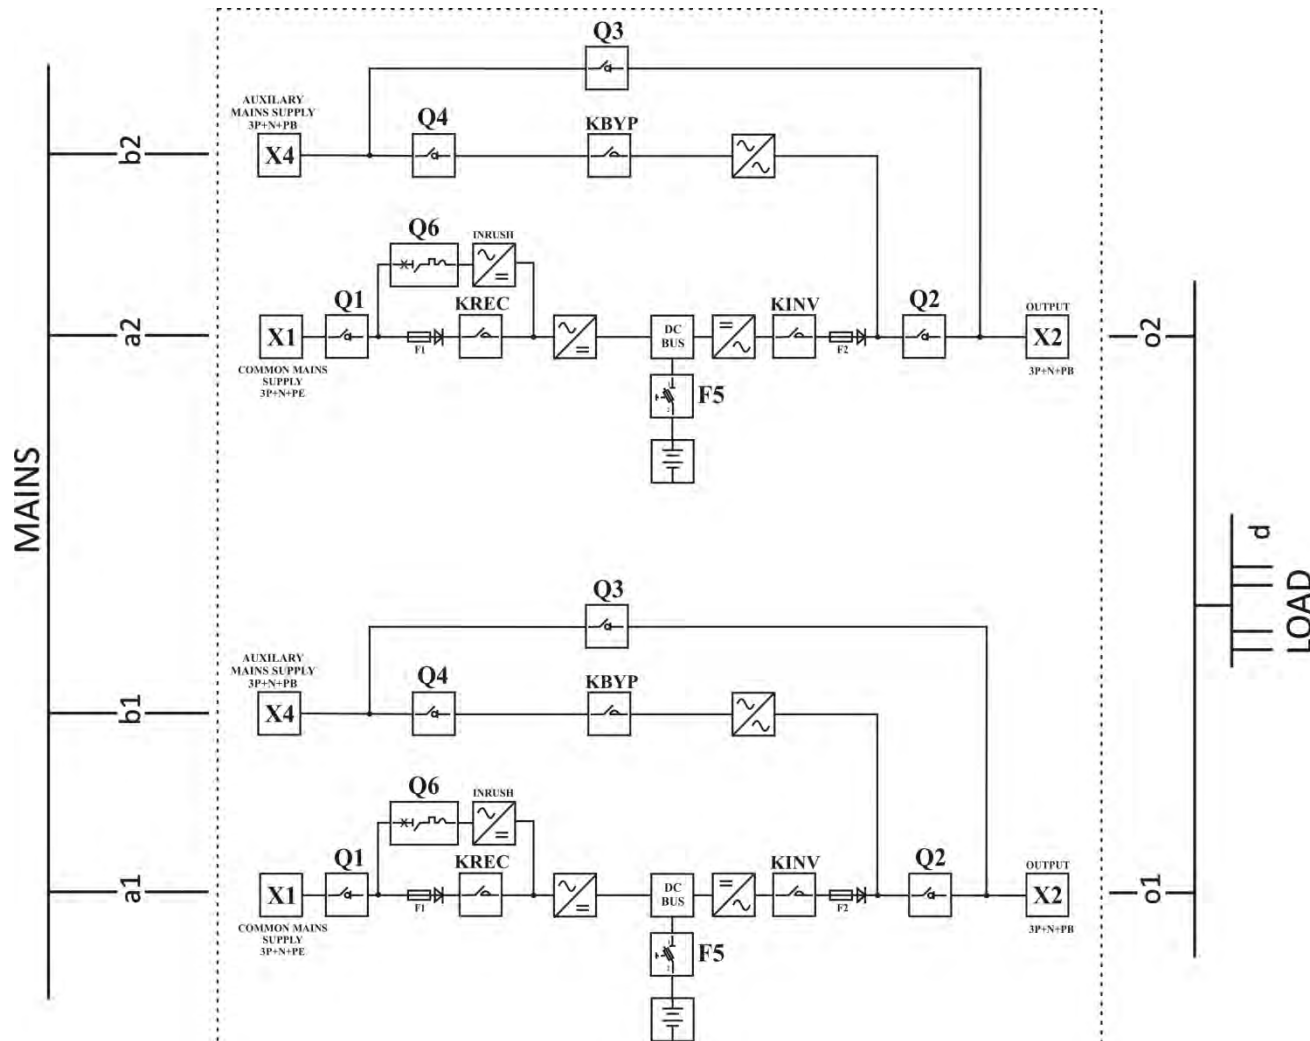 Q3
AUXILARY
MAINS SUPPLY
3P+N+PB
X4
Q4
KBYP
b2
Q6
INRUSH
Q1
KREC
KINV
Q2
OUTPUT
X1
F1
DC
BUS
F2
X2
a2
o2
COMMON MAINS
SUPPLY
3P+N+PE
3P+N+PB
F5
MAINS
d
LOAD
Q3
AUXILARY
MAINS SUPPLY
3P+N+PB
X4
Q4
KBYP
b1
Q6
INRUSH
Q1
KREC
KINV
Q2
OUTPUT
X1
F1
DC
BUS
F2
X2
a1
o1
COMMON MAINS
SUPPLY
3P+N+PE
3P+N+PB
F5